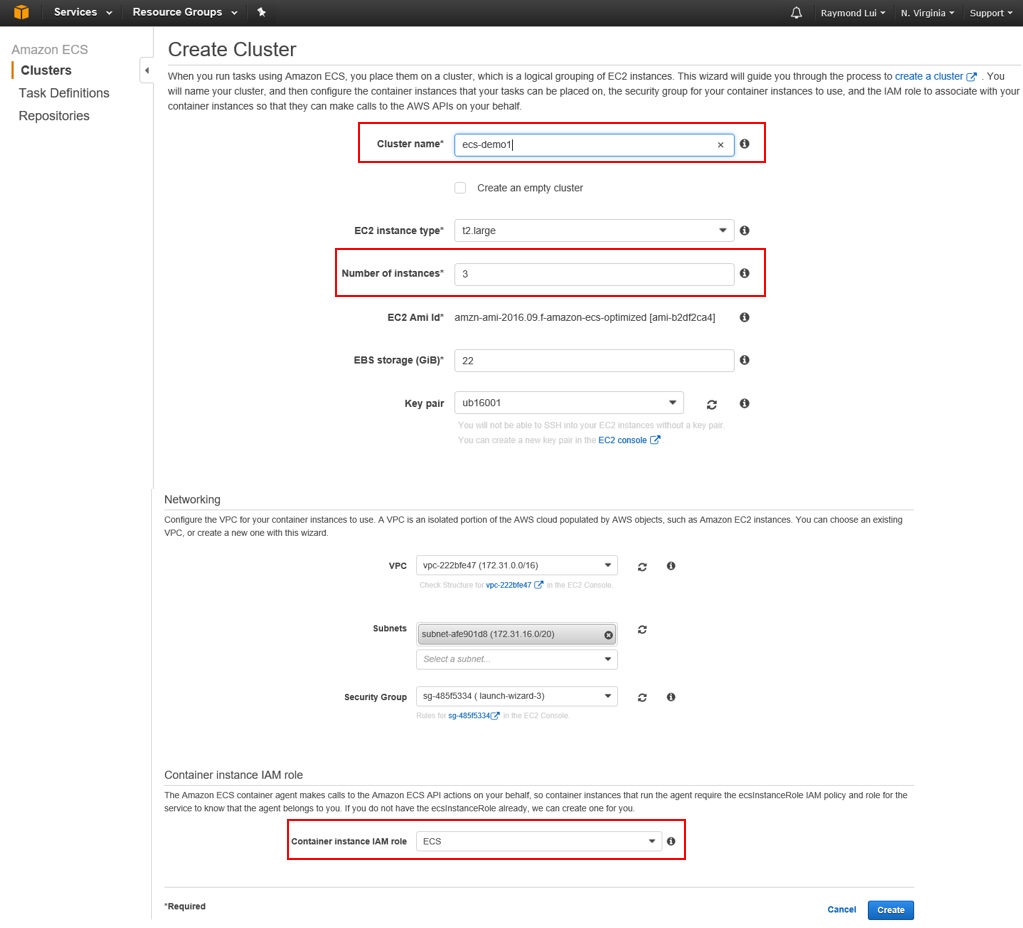 Services Resource Groups Raymond Lui N. Virginia Support
Amazon ECS
Clusters
Task Definitions
Repositories
Create Cluster
When you run tasks using Amazon ECS, you place them on a cluster, which is a logical grouping of EC2 instances. This wizard will guide you through the process to create a cluster . You
will name your cluster, and then configure the container instances that your tasks can be placed on, the security group for your container instances to use, and the IAM role to associate with your
container instances so that they can make calls to the AWS APIs on your behalf.
Cluster name* ecs-demo1
Create an empty cluster
EC2 instance type* t2.large
Number of instances* 3
EC2 Ami Id* amzn-ami-2016.09.f-amazon-ecs-optimized [ami-b2df2ca4]
EBS storage (GiB)* 22
Key pair ub16001
You will not be able to SSH into your EC2 instances without a key pair.
You can create a new key pair in the EC2 console
Networking
Configure the VPC for your container instances to use. A VPC is an isolated portion of the AWS cloud populated by AWS objects, such as Amazon EC2 instances. You can choose an existing
VPC, or create a new one with this wizard.
VPC vpc-222bfe47 (172.31.0.0/16)
Check Structure for vpc-222bfe47 in the EC2 Console.
Subnets subnet-afe901d8 (172.31.16.0/20)
Select a subnet...
Security Group sg-485f5334 ( launch-wizard-3)
Rules for sg-485f5334 in the EC2 Console.
Container instance IAM role
The Amazon ECS container agent makes calls to the Amazon ECS API actions on your behalf, so container instances that run the agent require the ecsInstanceRole IAM policy and role for the
service to know that the agent belongs to you. If you do not have the ecsInstanceRole already, we can create one for you.
Container instance IAM role ECS
*Required
Cancel Create